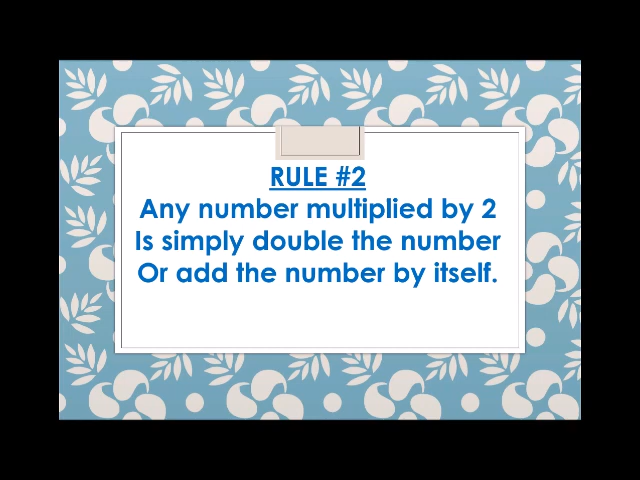 RULE #2
Any number multiplied by 2
Is simply double the number
Or add the number by itself.